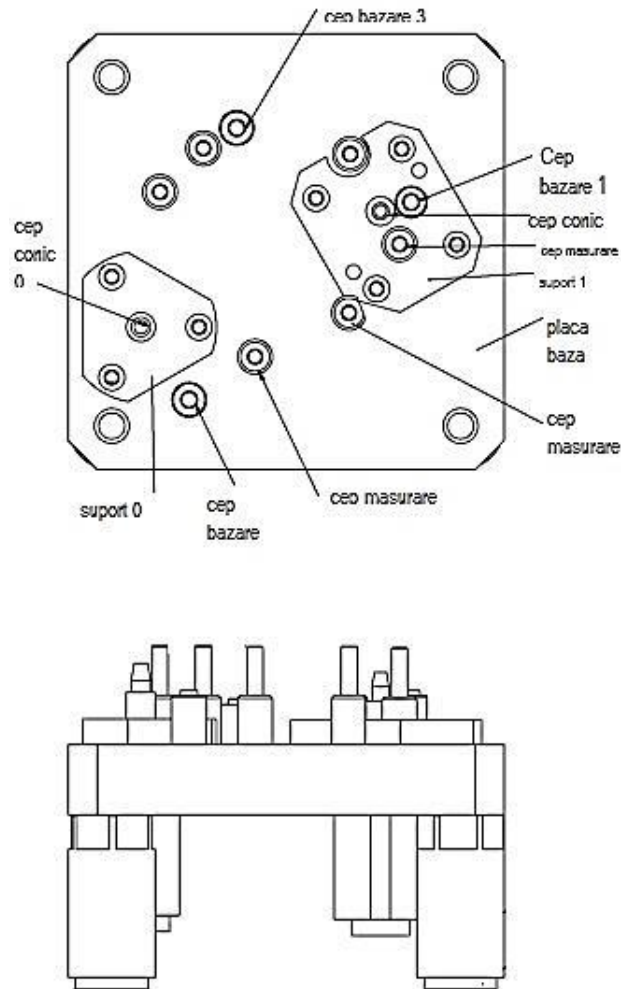 cep bazare 3
Cep
bazare 1
cep conic
cep masurare
suport 1
cep
conic
0
placa
baza
cep
masurare
suport 0
cep
bazare
cep masurare